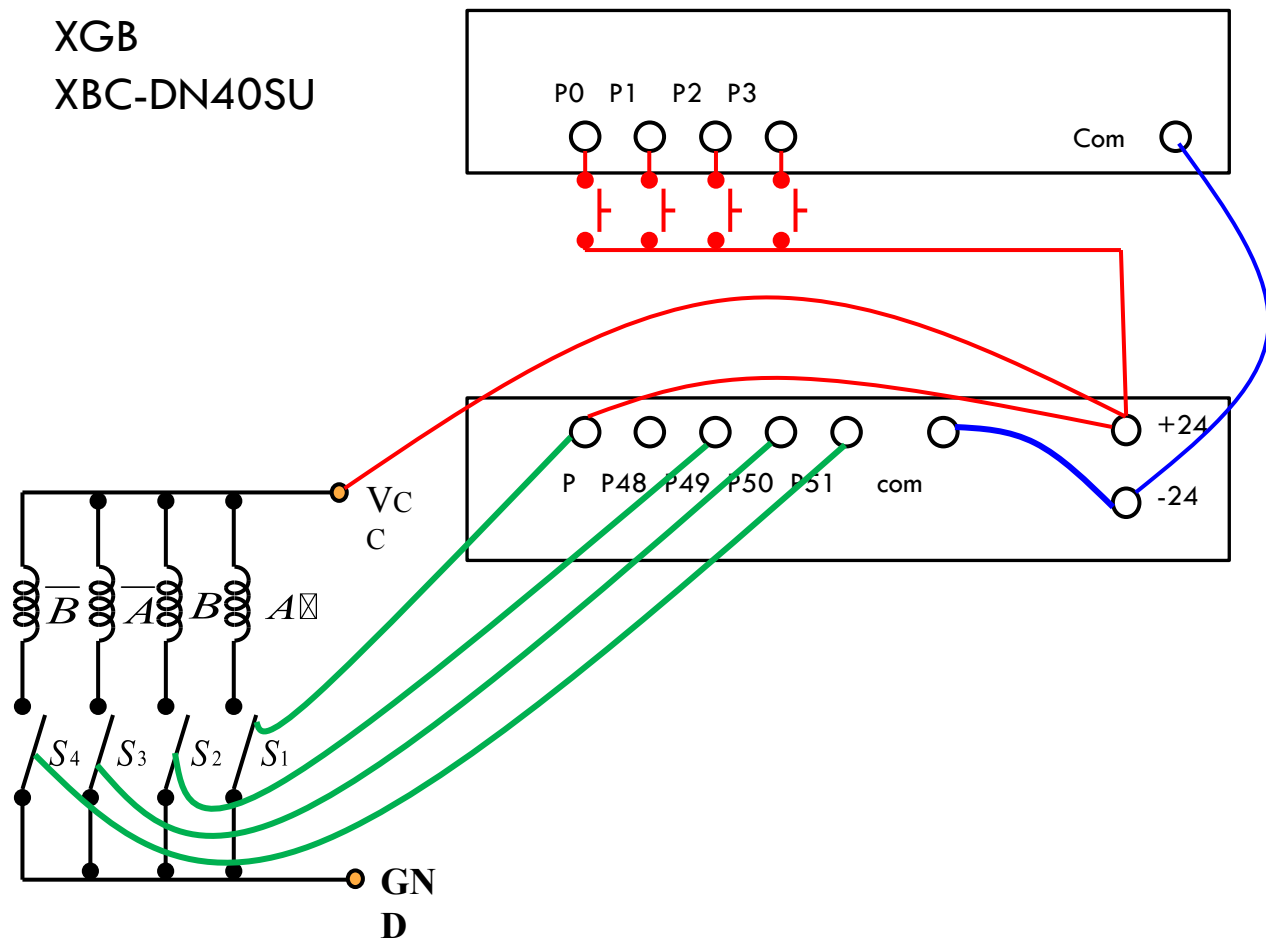 XGB
XBC-DN40SU
P0 P1 P2 P3
Com
+24
P P48 P49 P50 P51 com
-24
VC
C
B A B A
S4 S3 S2 S1
GN
D